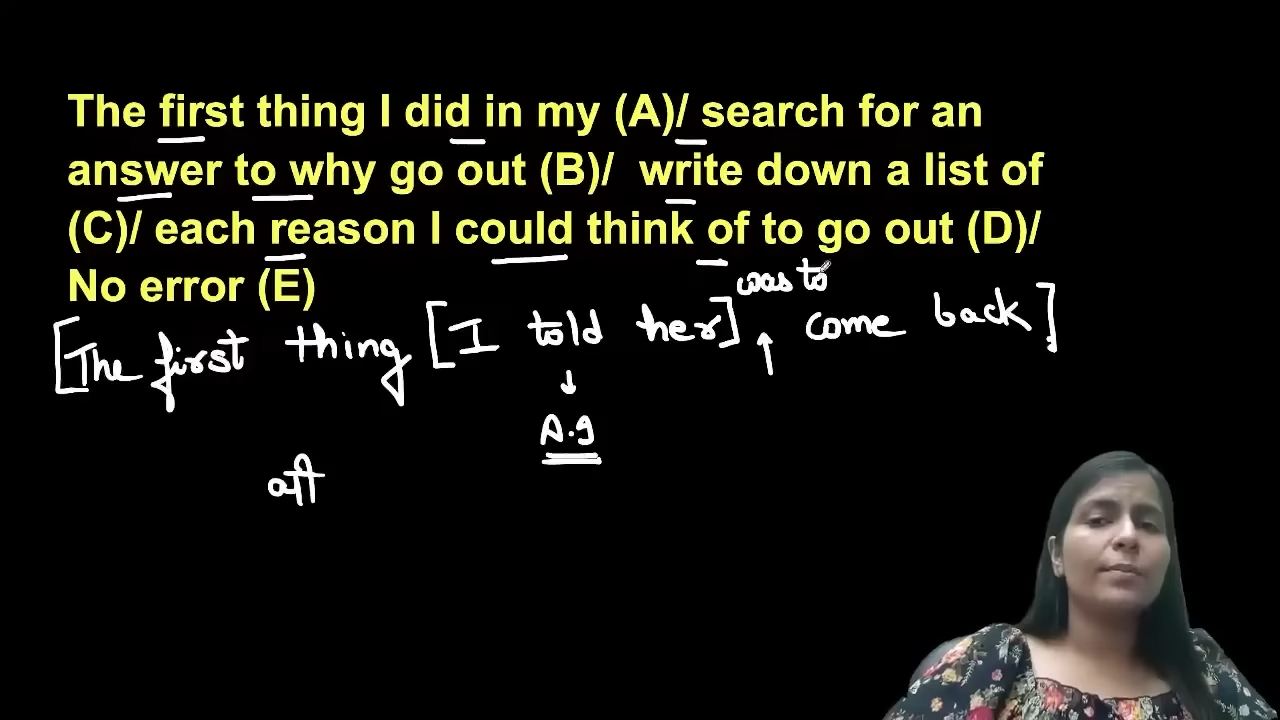 The first thing I did in my (A)/ search for an
answer to why go out (B)/ write down a list of
(C)/ each reason I could think of to go out (D)/
No error (E)
was to
[The first thing [I told her] ↑ come back].
↓
A.g